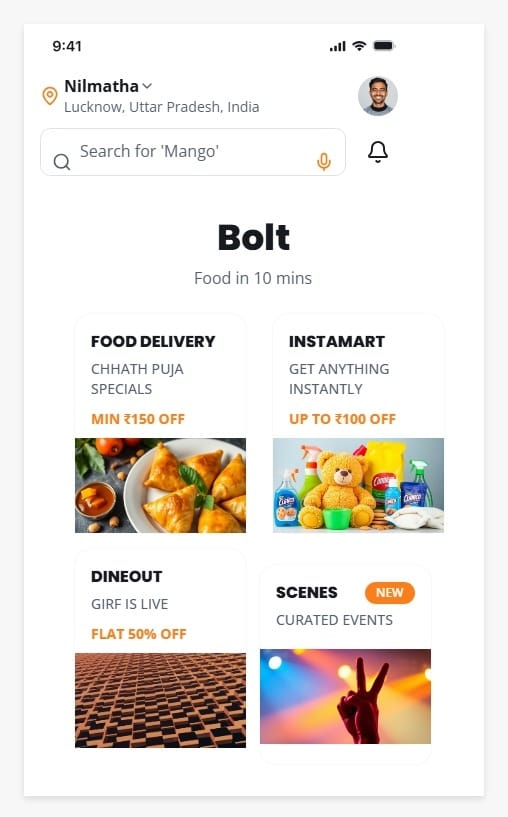 9:41
Nilmatha
Lucknow, Uttar Pradesh, India
Search for 'Mango'
Bolt
Food in 10 mins
FOOD DELIVERY
CHHATH PUJA
SPECIALS
MIN ₹150 OFF
INSTAMART
GET ANYTHING
INSTANTLY
UP TO ₹100 OFF
DINEOUT
GIRF IS LIVE
FLAT 50% OFF
SCENES
NEW
CURATED EVENTS